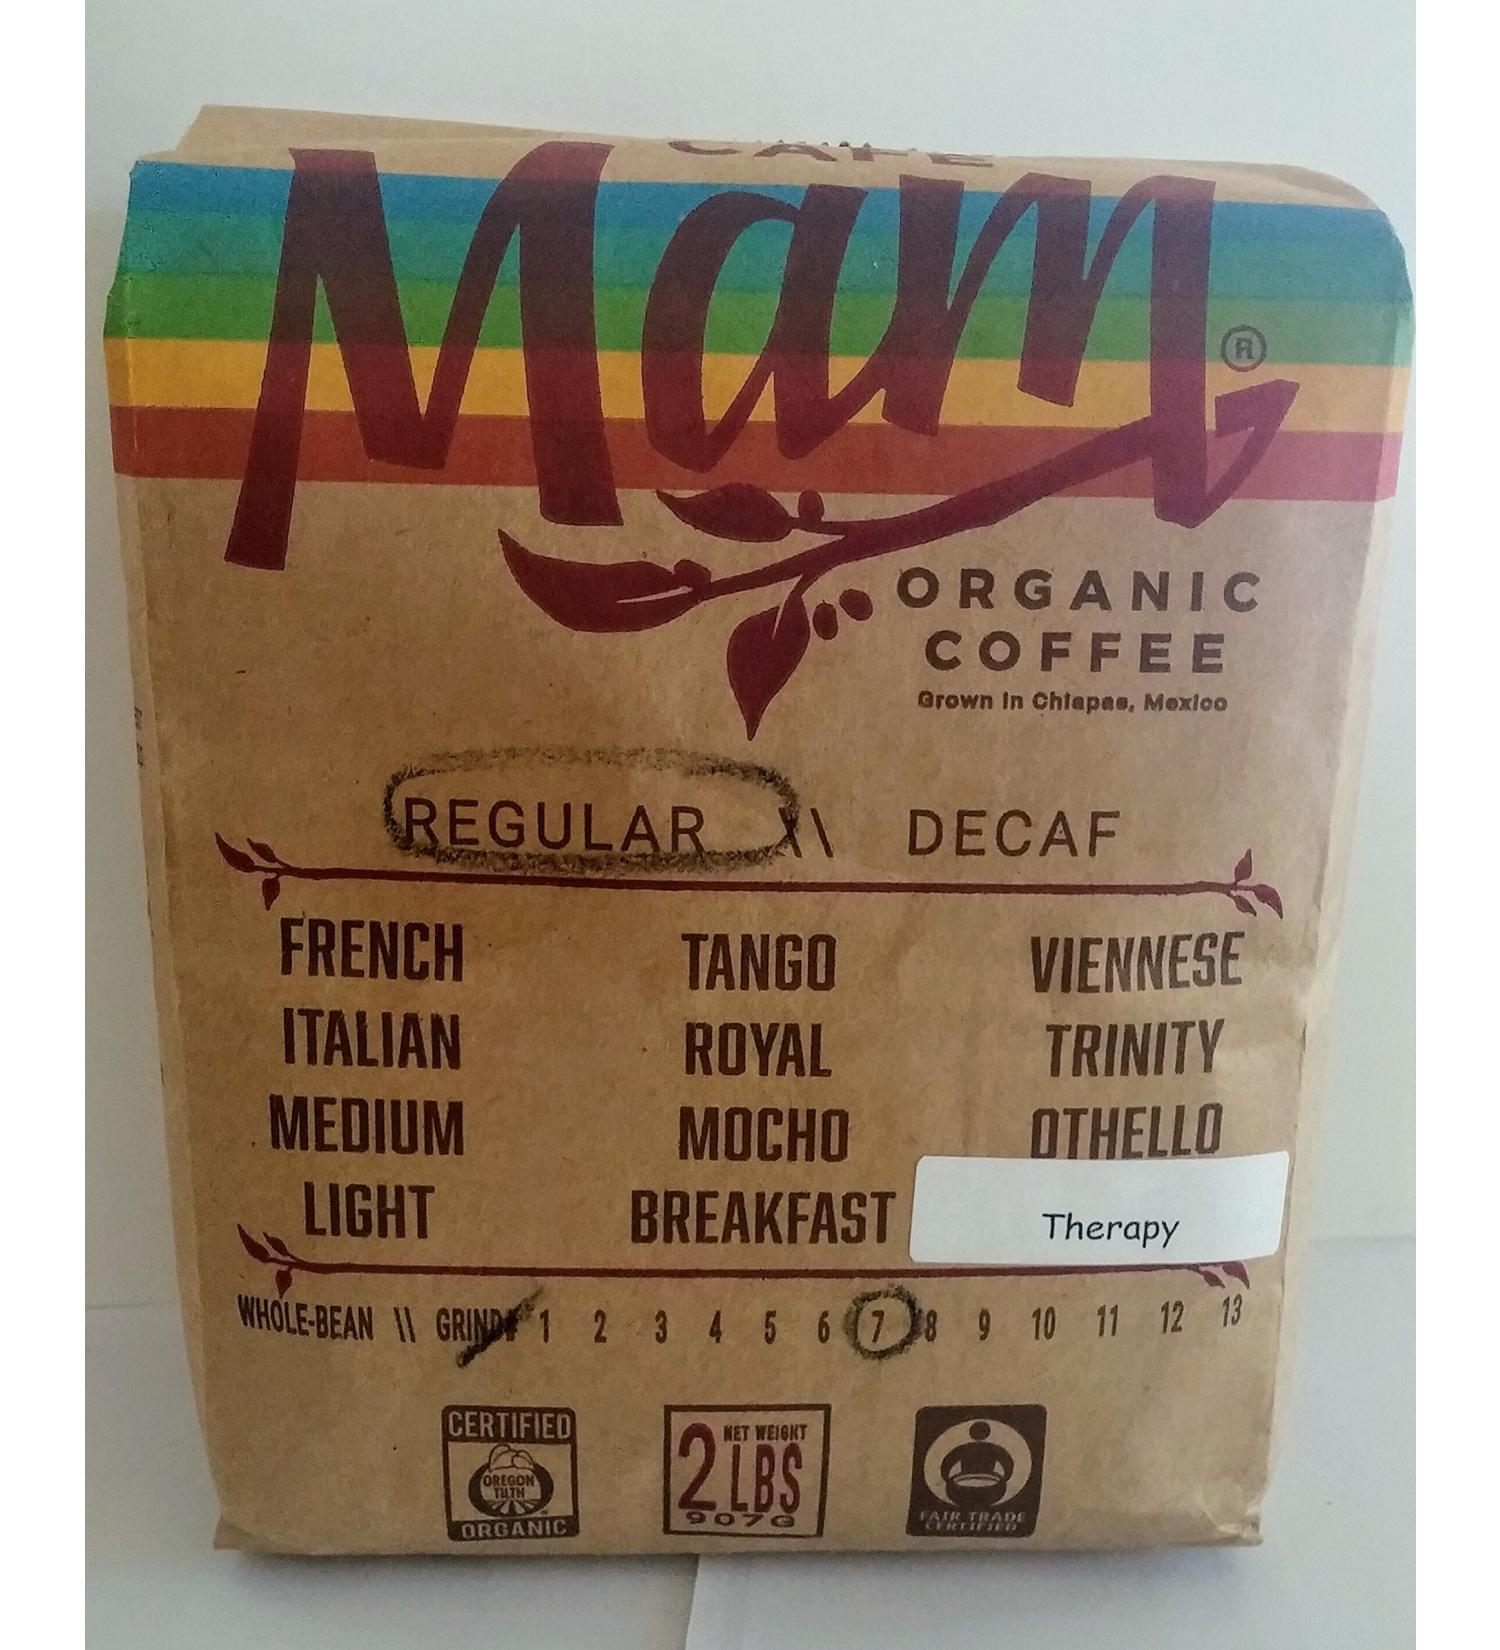 CAFE
Mam®
ORGANIC
COFFEE
Grown in Chiapas, Mexico
REGULAR \\ DECAF
FRENCH TANGO VIENNESE
ITALIAN ROYAL TRINITY
MEDIUM MOCHO OTHELLO
LIGHT BREAKFAST Therapy
WHOLE-BEAN \\ GRIND# 1 2 3 4 5 6 7 8 9 10 11 12 13
CERTIFIED
OREGON
TILTH
ORGANIC
NET WEIGHT
2 LBS
907G
FAIR TRADE
CERTIFIED